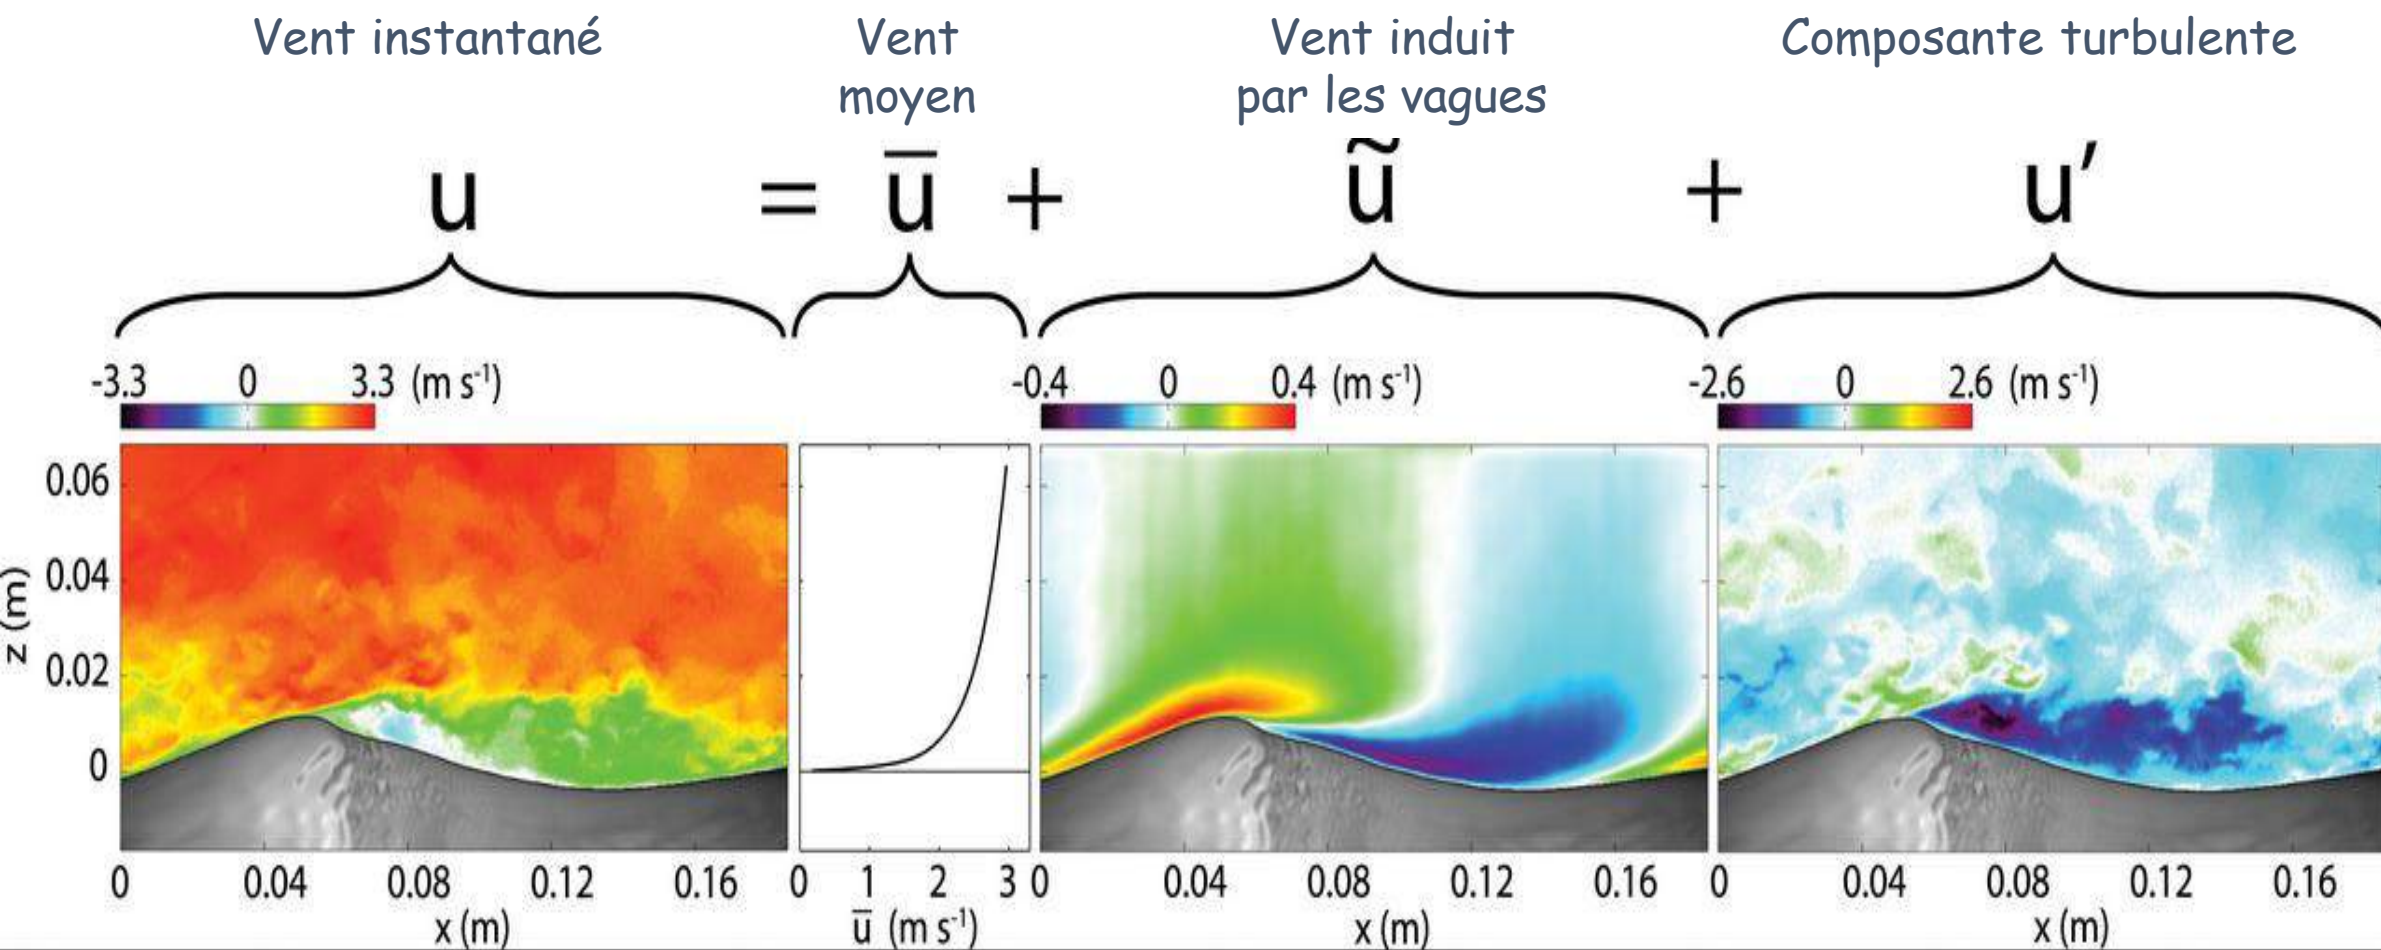 Vent instantané
Vent
moyen
Vent induit
par les vagues
Composante turbulente
u = u̅ + ũ + u′
-3.3 0 3.3 (m s⁻¹)
-0.4 0 0.4 (m s⁻¹)
-2.6 0 2.6 (m s⁻¹)
z (m)
0.06
0.04
0.02
0
0 0.04 0.08 0.12 0.16
x (m)
0 1 2 3
u̅ (m s⁻¹)
0 0.04 0.08 0.12 0.16
x (m)
0 0.04 0.08 0.12 0.16
x (m)